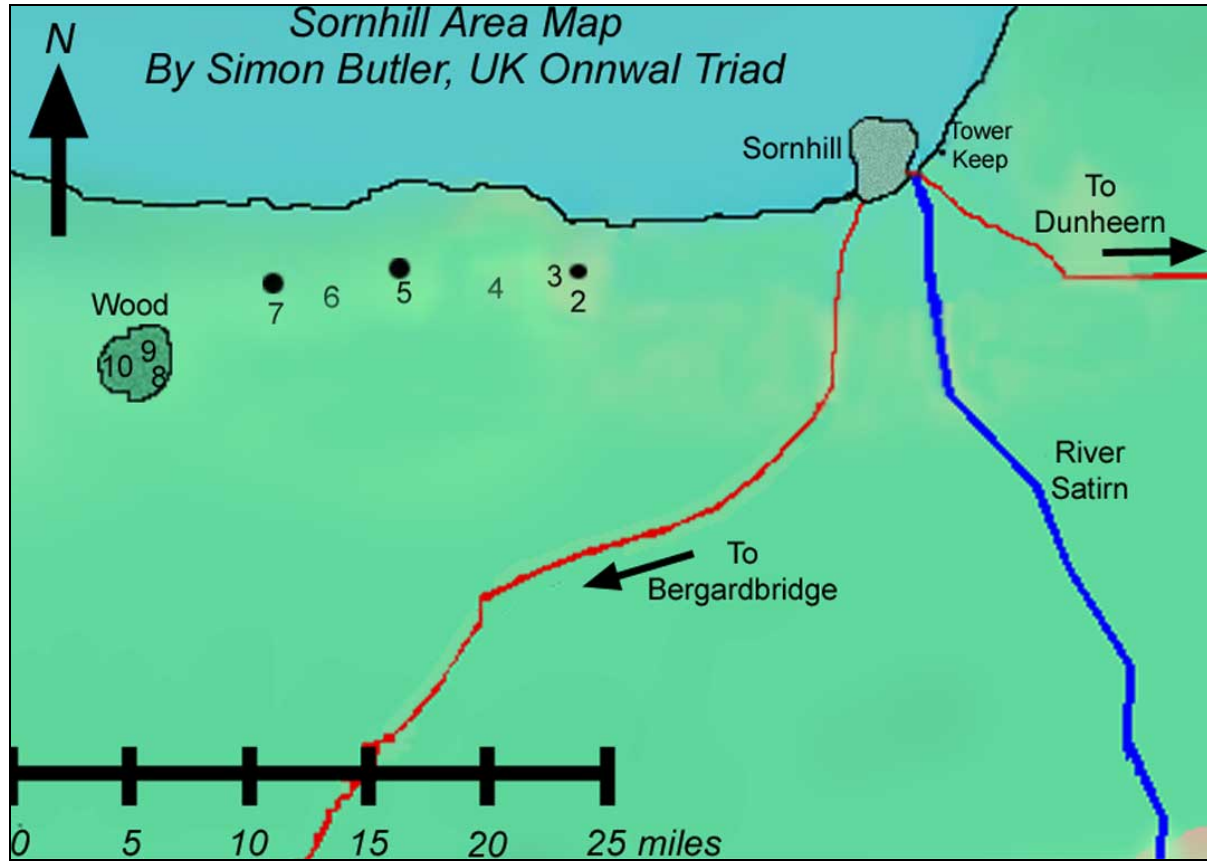 Sornhill Area Map
By Simon Butler, UK Onnwal Triad
N
Sornhill
Tower
Keep
To
Dunheern
3
4
2
5
6
7
Wood
9
10
8
River
Satirn
To
Bergardbridge
0 5 10 15 20 25 miles